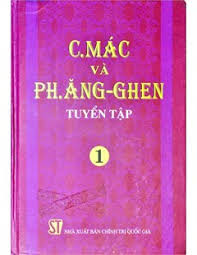 C.MÁC
VÀ
PH.ĂNG-GHEN
TUYỂN TẬP
1
ST
NHÀ XUẤT BẢN CHÍNH TRỊ QUỐC GIA